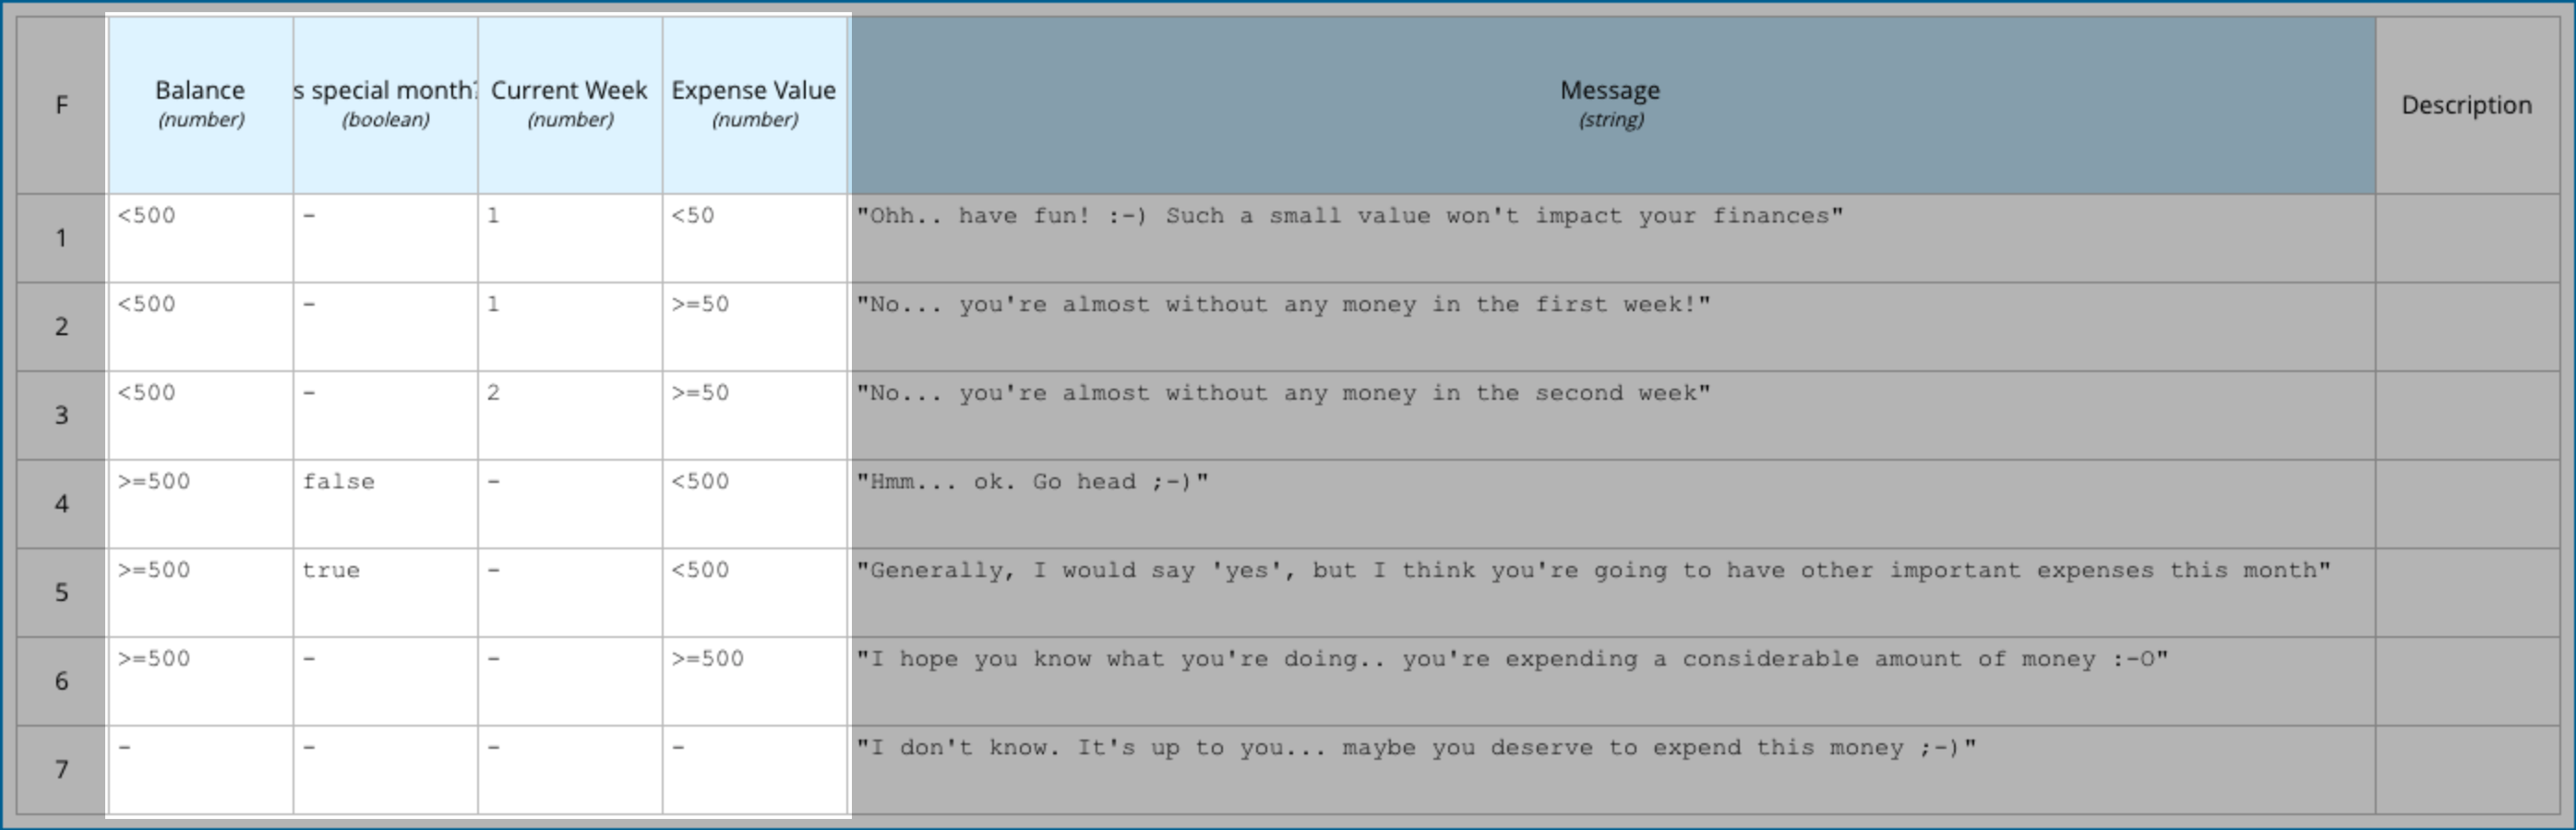 F Balance s special month? Current Week Expense Value Message Description
(number) (boolean) (number) (number) (string)
1 <500 - 1 <50 "Ohh.. have fun! :-) Such a small value won't impact your finances"
2 <500 - 1 >=50 "No... you're almost without any money in the first week!"
3 <500 - 2 >=50 "No... you're almost without any money in the second week"
4 >=500 false - <500 "Hmm... ok. Go head ;-)"
5 >=500 true - <500 "Generally, I would say 'yes', but I think you're going to have other important expenses this month"
6 >=500 - - >=500 "I hope you know what you're doing.. you're expending a considerable amount of money :-O"
7 - - - - "I don't know. It's up to you... maybe you deserve to expend this money ;-)"